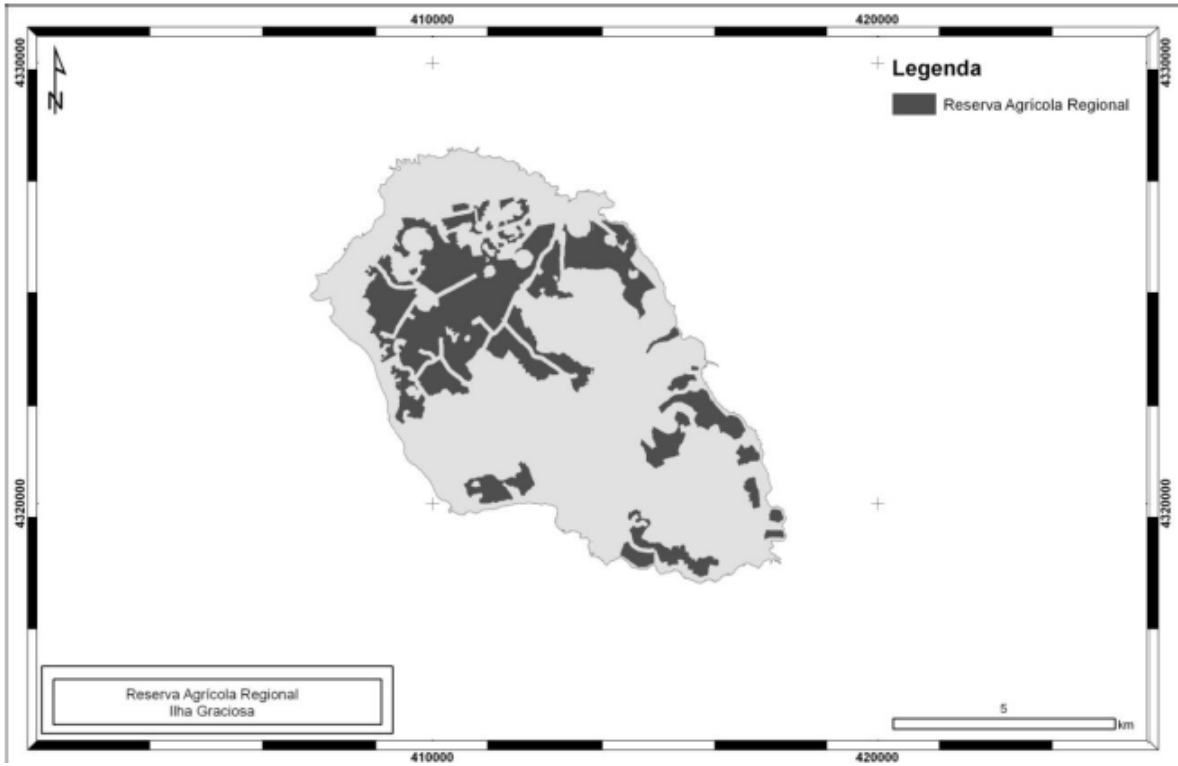 410000
420000
4330000
4330000
N
Legenda
Reserva Agrícola Regional
4320000
4320000
Reserva Agrícola Regional
Ilha Graciosa
5
km
410000
420000